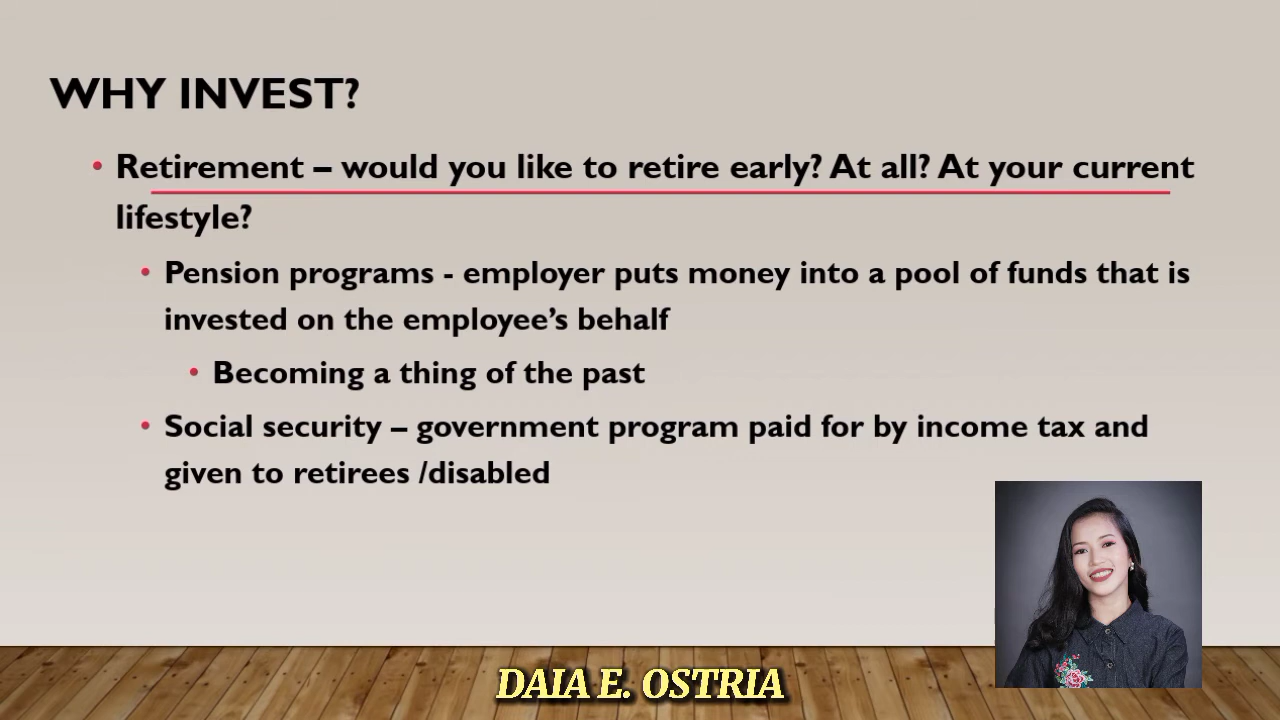 WHY INVEST?
• Retirement – would you like to retire early? At all? At your current
lifestyle?
• Pension programs - employer puts money into a pool of funds that is
invested on the employee’s behalf
• Becoming a thing of the past
• Social security – government program paid for by income tax and
given to retirees /disabled
DAIA E. OSTRIA